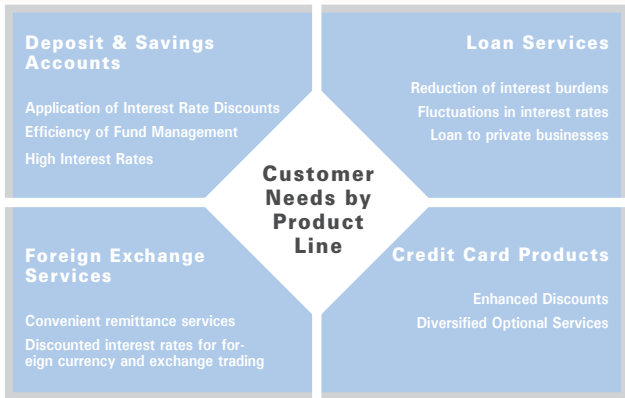 Deposit & Savings
Accounts
Application of Interest Rate Discounts
Efficiency of Fund Management
High Interest Rates
Loan Services
Reduction of interest burdens
Fluctuations in interest rates
Loan to private businesses
Customer
Needs by
Product
Line
Foreign Exchange
Services
Convenient remittance services
Discounted interest rates for for-
eign currency and exchange trading
Credit Card Products
Enhanced Discounts
Diversified Optional Services